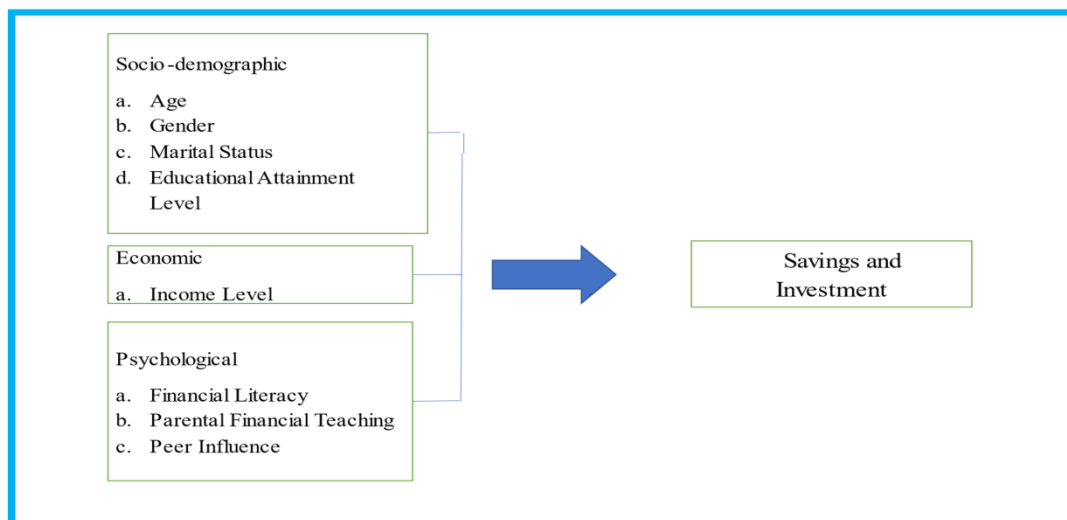 Socio-demographic
a. Age
b. Gender
c. Marital Status
d. Educational Attainment
Level
Economic
a. Income Level
Psychological
a. Financial Literacy
b. Parental Financial Teaching
c. Peer Influence
Savings and
Investment